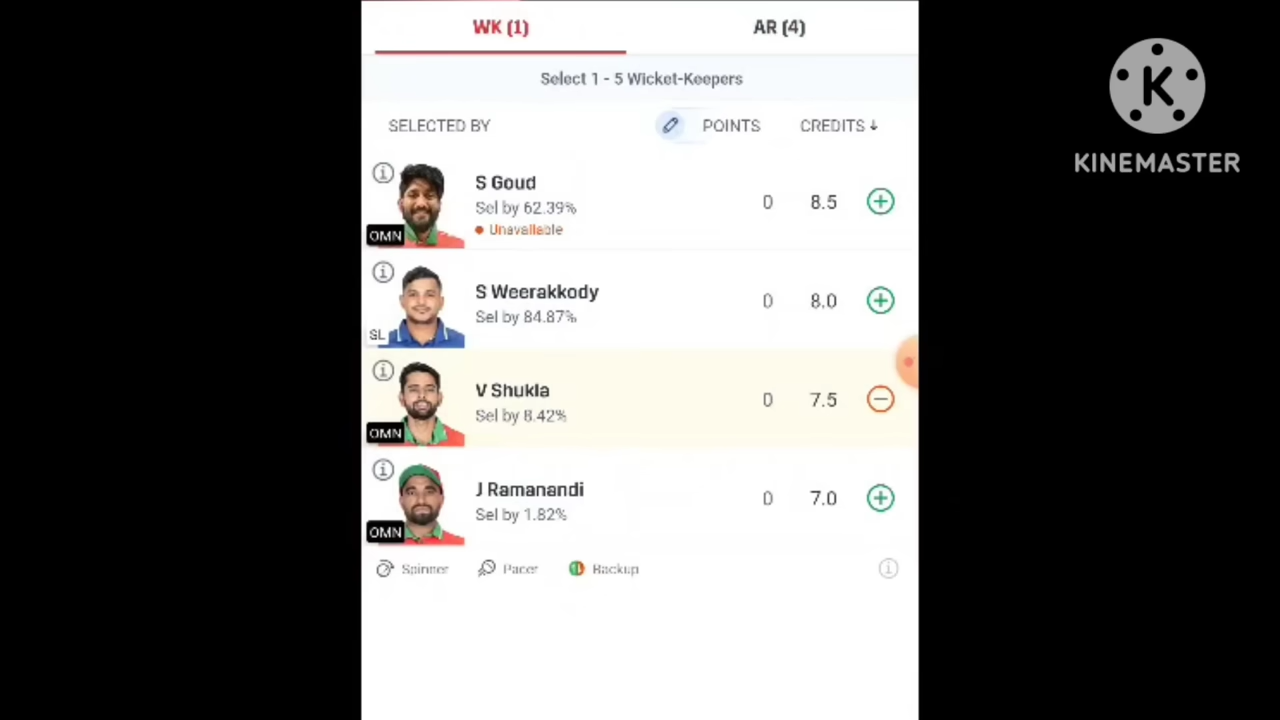 WK (1) AR (4)
Select 1 - 5 Wicket-Keepers
SELECTED BY POINTS CREDITS ↓
S Goud
Sel by 62.39% 0 8.5
Unavailable
OMN
S Weerakkody
Sel by 84.87% 0 8.0
SL
V Shukla
Sel by 8.42% 0 7.5
OMN
J Ramanandi
Sel by 1.82% 0 7.0
OMN
Spinner Pacer Backup
K
KINEMASTER